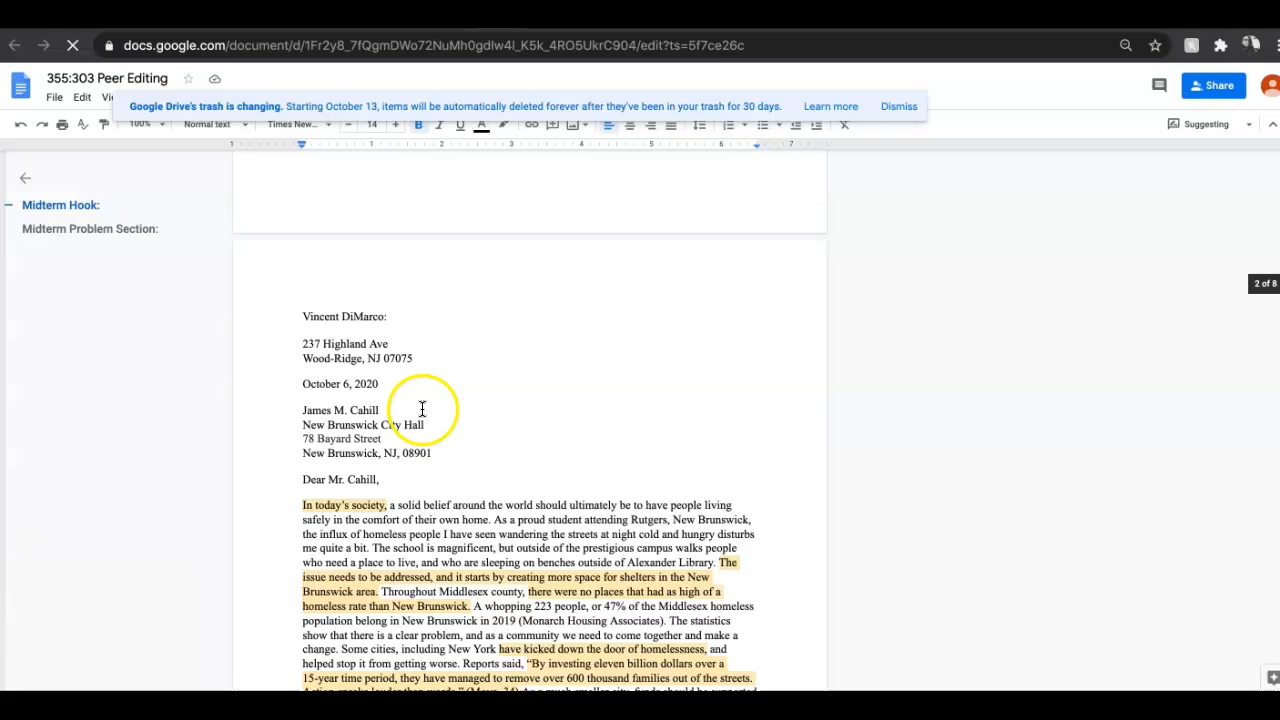 docs.google.com/document/d/1Fr2y8_7fQgmDWo72NuMh0gdIw4l_K5k_4RO5UkrC904/edit?ts=5f7ce26c
355:303 Peer Editing
File Edit
Share
Google Drive's trash is changing. Starting October 13, items will be automatically deleted forever after they've been in your trash for 30 days. Learn more Dismiss
100% Normal text Times New... 14 B I U A Suggesting
1 1 2 3 4 5 6 7
Midterm Hook:
Midterm Problem Section:
2 of 8
Vincent DiMarco:
237 Highland Ave
Wood-Ridge, NJ 07075
October 6, 2020
James M. Cahill
New Brunswick City Hall
78 Bayard Street
New Brunswick, NJ, 08901
Dear Mr. Cahill,
In today's society, a solid belief around the world should ultimately be to have people living
safely in the comfort of their own home. As a proud student attending Rutgers, New Brunswick,
the influx of homeless people I have seen wandering the streets at night cold and hungry disturbs
me quite a bit. The school is magnificent, but outside of the prestigious campus walks people
who need a place to live, and who are sleeping on benches outside of Alexander Library. The
issue needs to be addressed, and it starts by creating more space for shelters in the New
Brunswick area. Throughout Middlesex county, there were no places that had as high of a
homeless rate than New Brunswick. A whopping 223 people, or 47% of the Middlesex homeless
population belong in New Brunswick in 2019 (Monarch Housing Associates). The statistics
show that there is a clear problem, and as a community we need to come together and make a
change. Some cities, including New York have kicked down the door of homelessness, and
helped stop it from getting worse. Reports said, "By investing eleven billion dollars over a
15-year time period, they have managed to remove over 600 thousand families out of the streets.